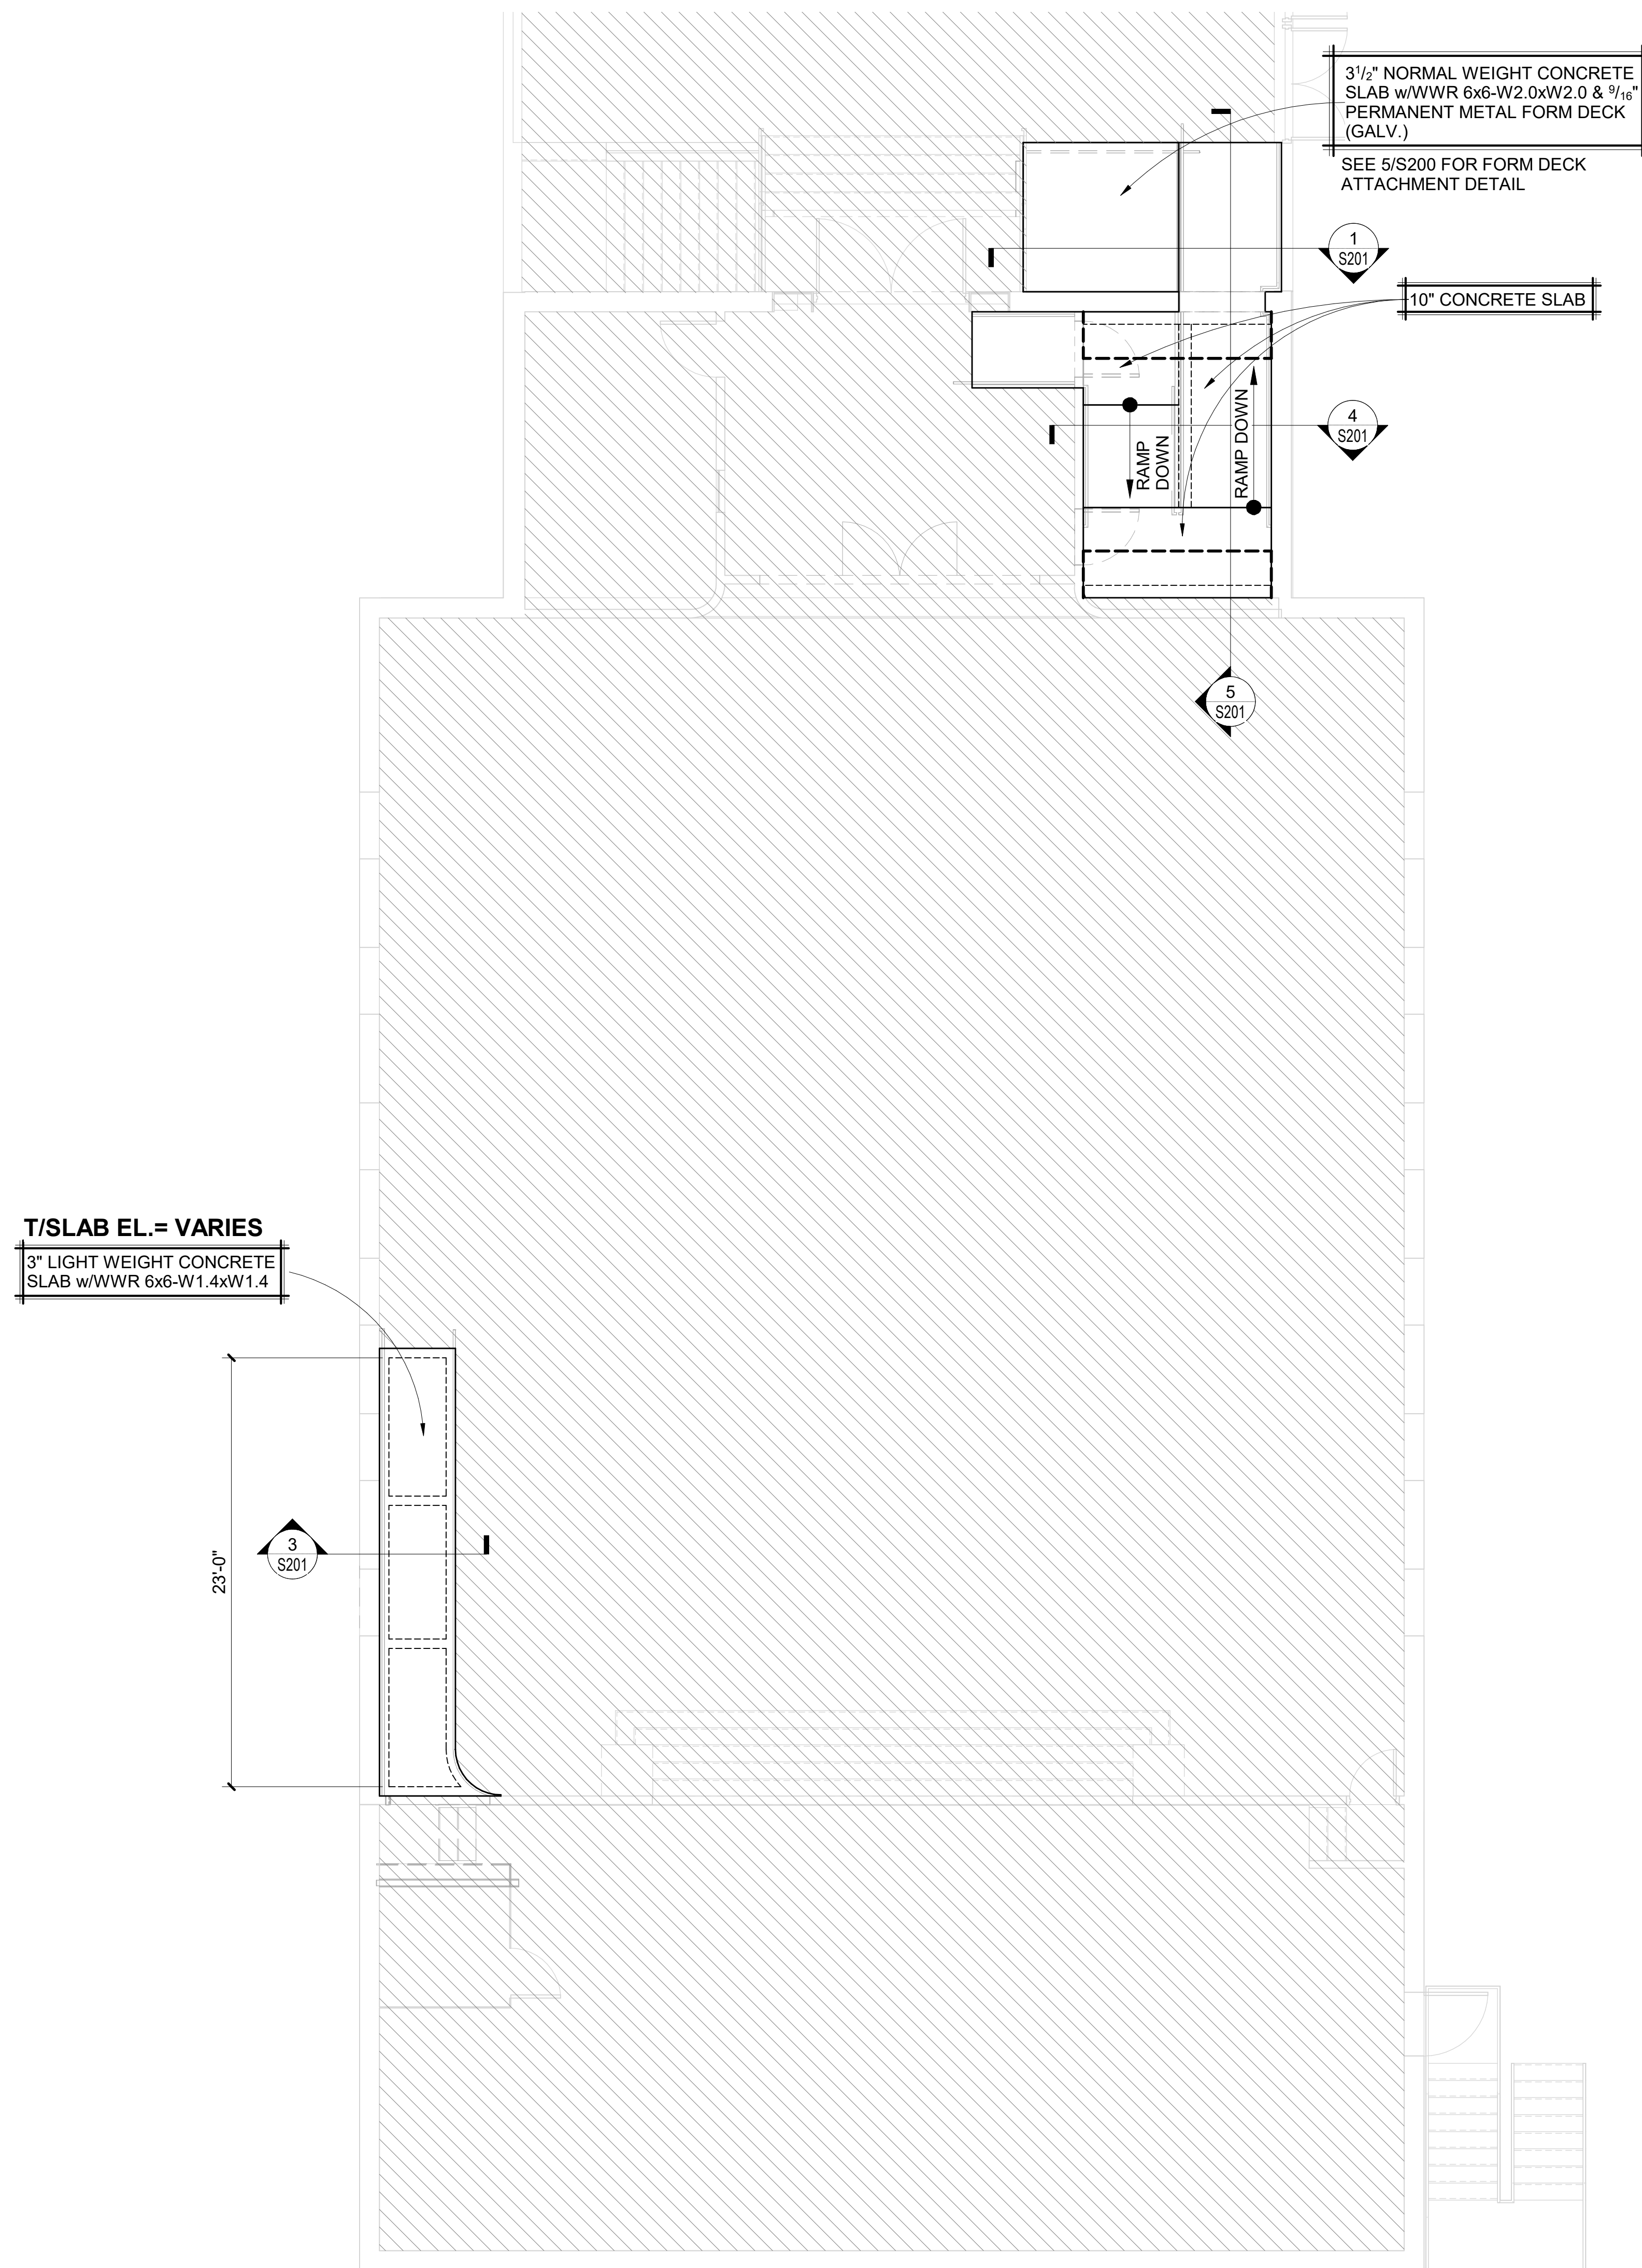 3 1/2" NORMAL WEIGHT CONCRETE
SLAB w/WWR 6x6-W2.0xW2.0 & 9/16"
PERMANENT METAL FORM DECK
(GALV.)
SEE 5/S200 FOR FORM DECK
ATTACHMENT DETAIL
1
S201
10" CONCRETE SLAB
4
S201
RAMP
DOWN
RAMP DOWN
5
S201
T/SLAB EL.= VARIES
3" LIGHT WEIGHT CONCRETE
SLAB w/WWR 6x6-W1.4xW1.4
3
S201
23'-0"